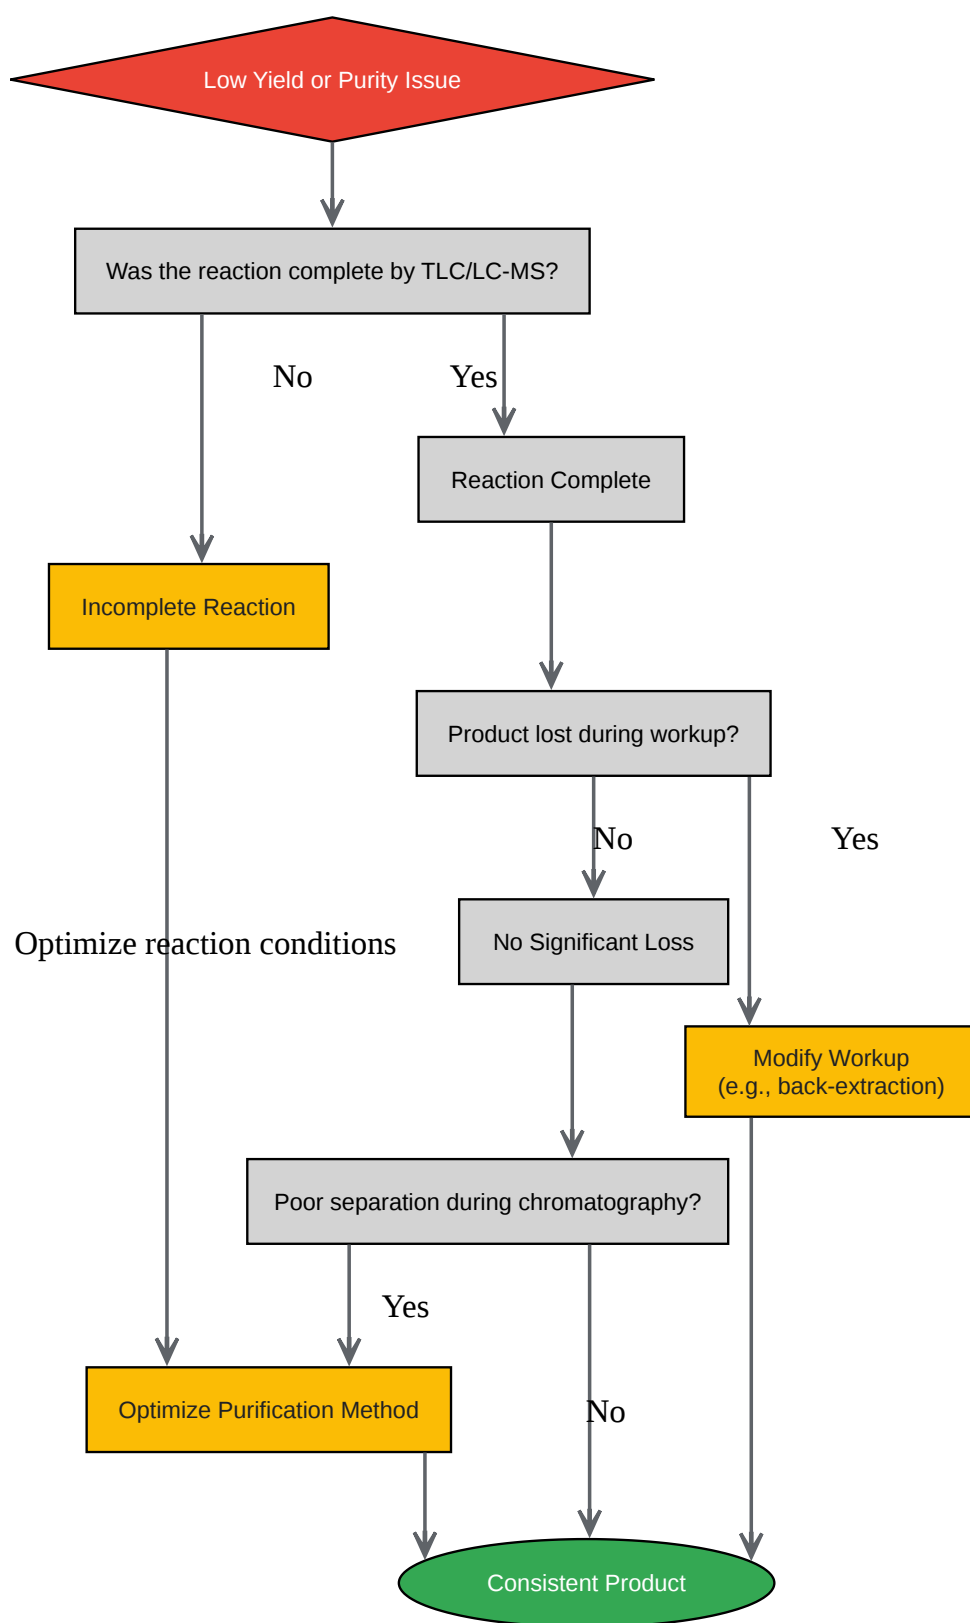 Low Yield or Purity Issue
Was the reaction complete by TLC/LC-MS?
No
Yes
Reaction Complete
Incomplete Reaction
Product lost during workup?
No
Yes
Optimize reaction conditions
No Significant Loss
Modify Workup
(e.g., back-extraction)
Poor separation during chromatography?
Yes
Optimize Purification Method
No
Consistent Product